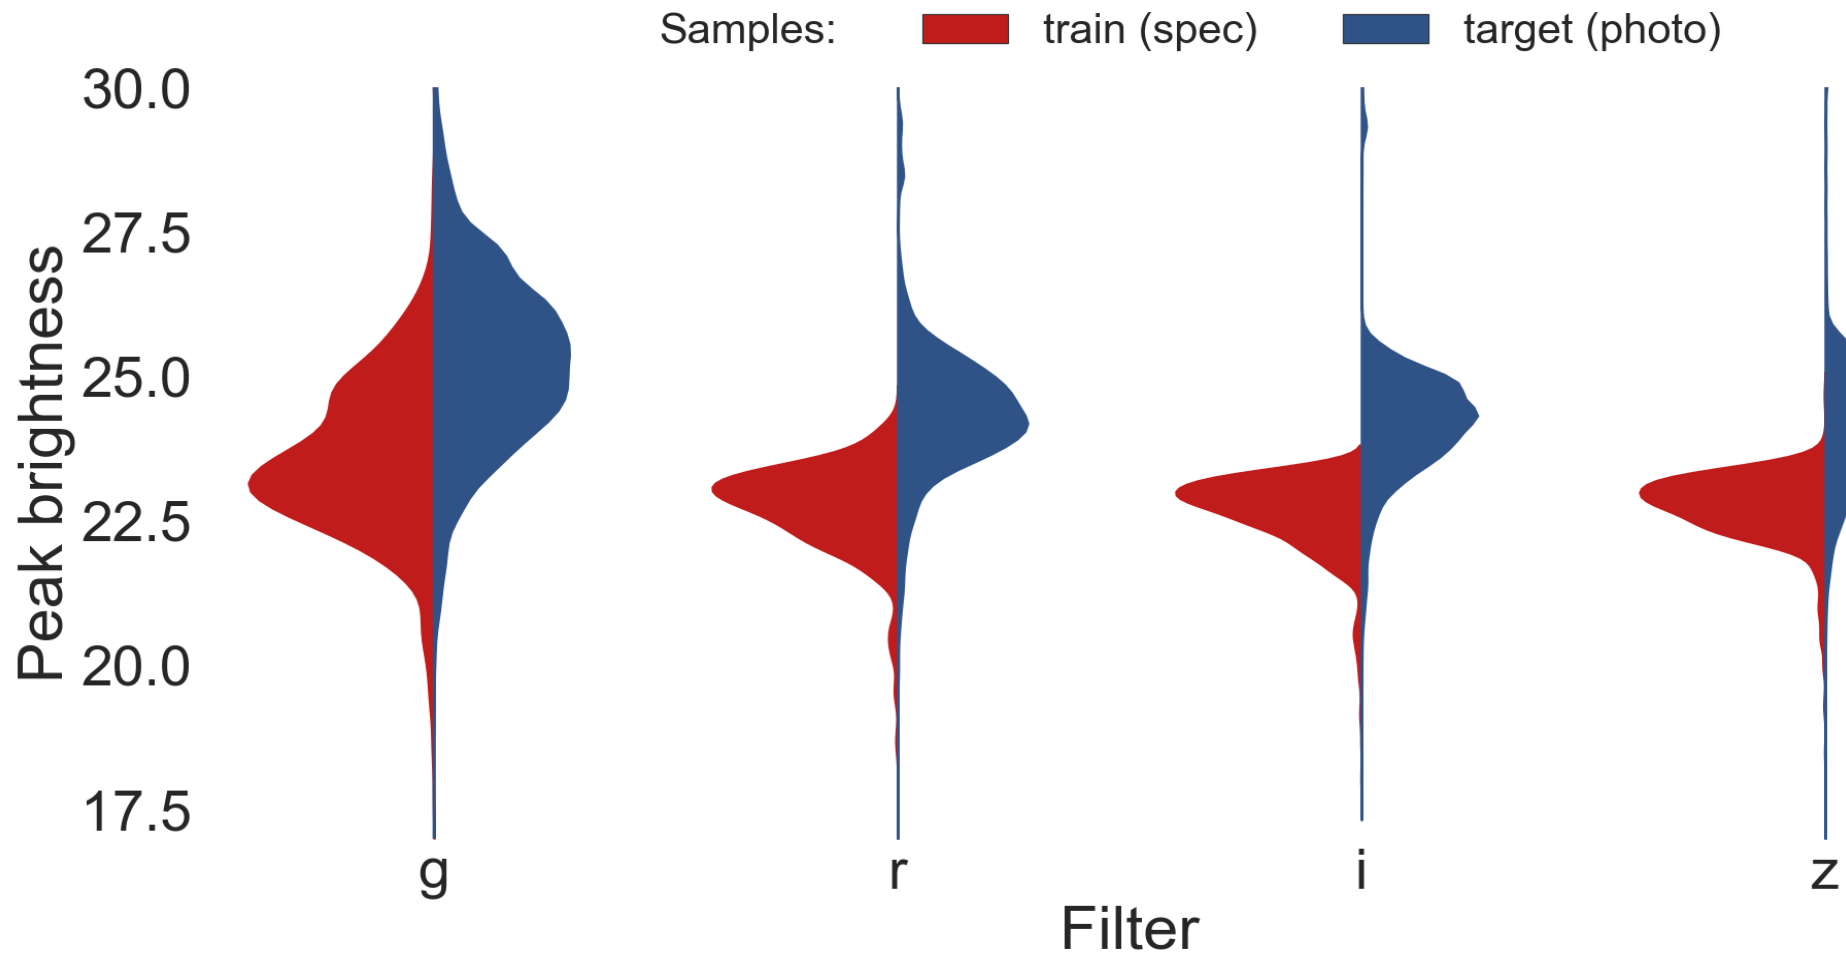 Samples: train (spec) target (photo)
Peak brightness
30.0
27.5
25.0
22.5
20.0
17.5
g r i z
Filter